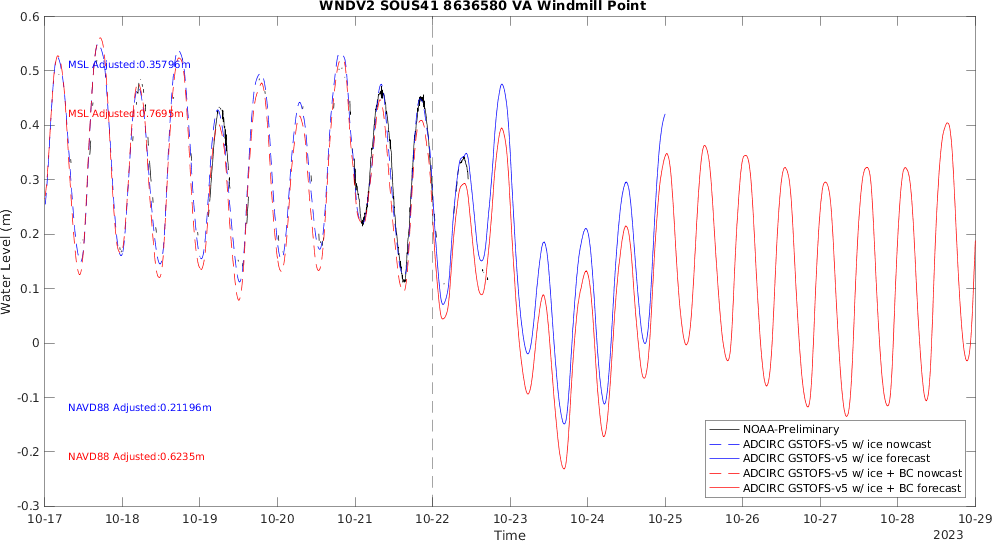 WNDV2 SOUS41 8636580 VA Windmill Point
0.6
0.5
0.4
0.3
0.2
0.1
0
-0.1
-0.2
-0.3
Water Level (m)
MSL Adjusted:0.35796m
MSL Adjusted:0.7695m
NAVD88 Adjusted:0.21196m
NAVD88 Adjusted:0.6235m
NOAA-Preliminary
ADCIRC GSTOFS-v5 w/ ice nowcast
ADCIRC GSTOFS-v5 w/ ice forecast
ADCIRC GSTOFS-v5 w/ ice + BC nowcast
ADCIRC GSTOFS-v5 w/ ice + BC forecast
10-17 10-18 10-19 10-20 10-21 10-22 10-23 10-24 10-25 10-26 10-27 10-28 10-29
Time
2023